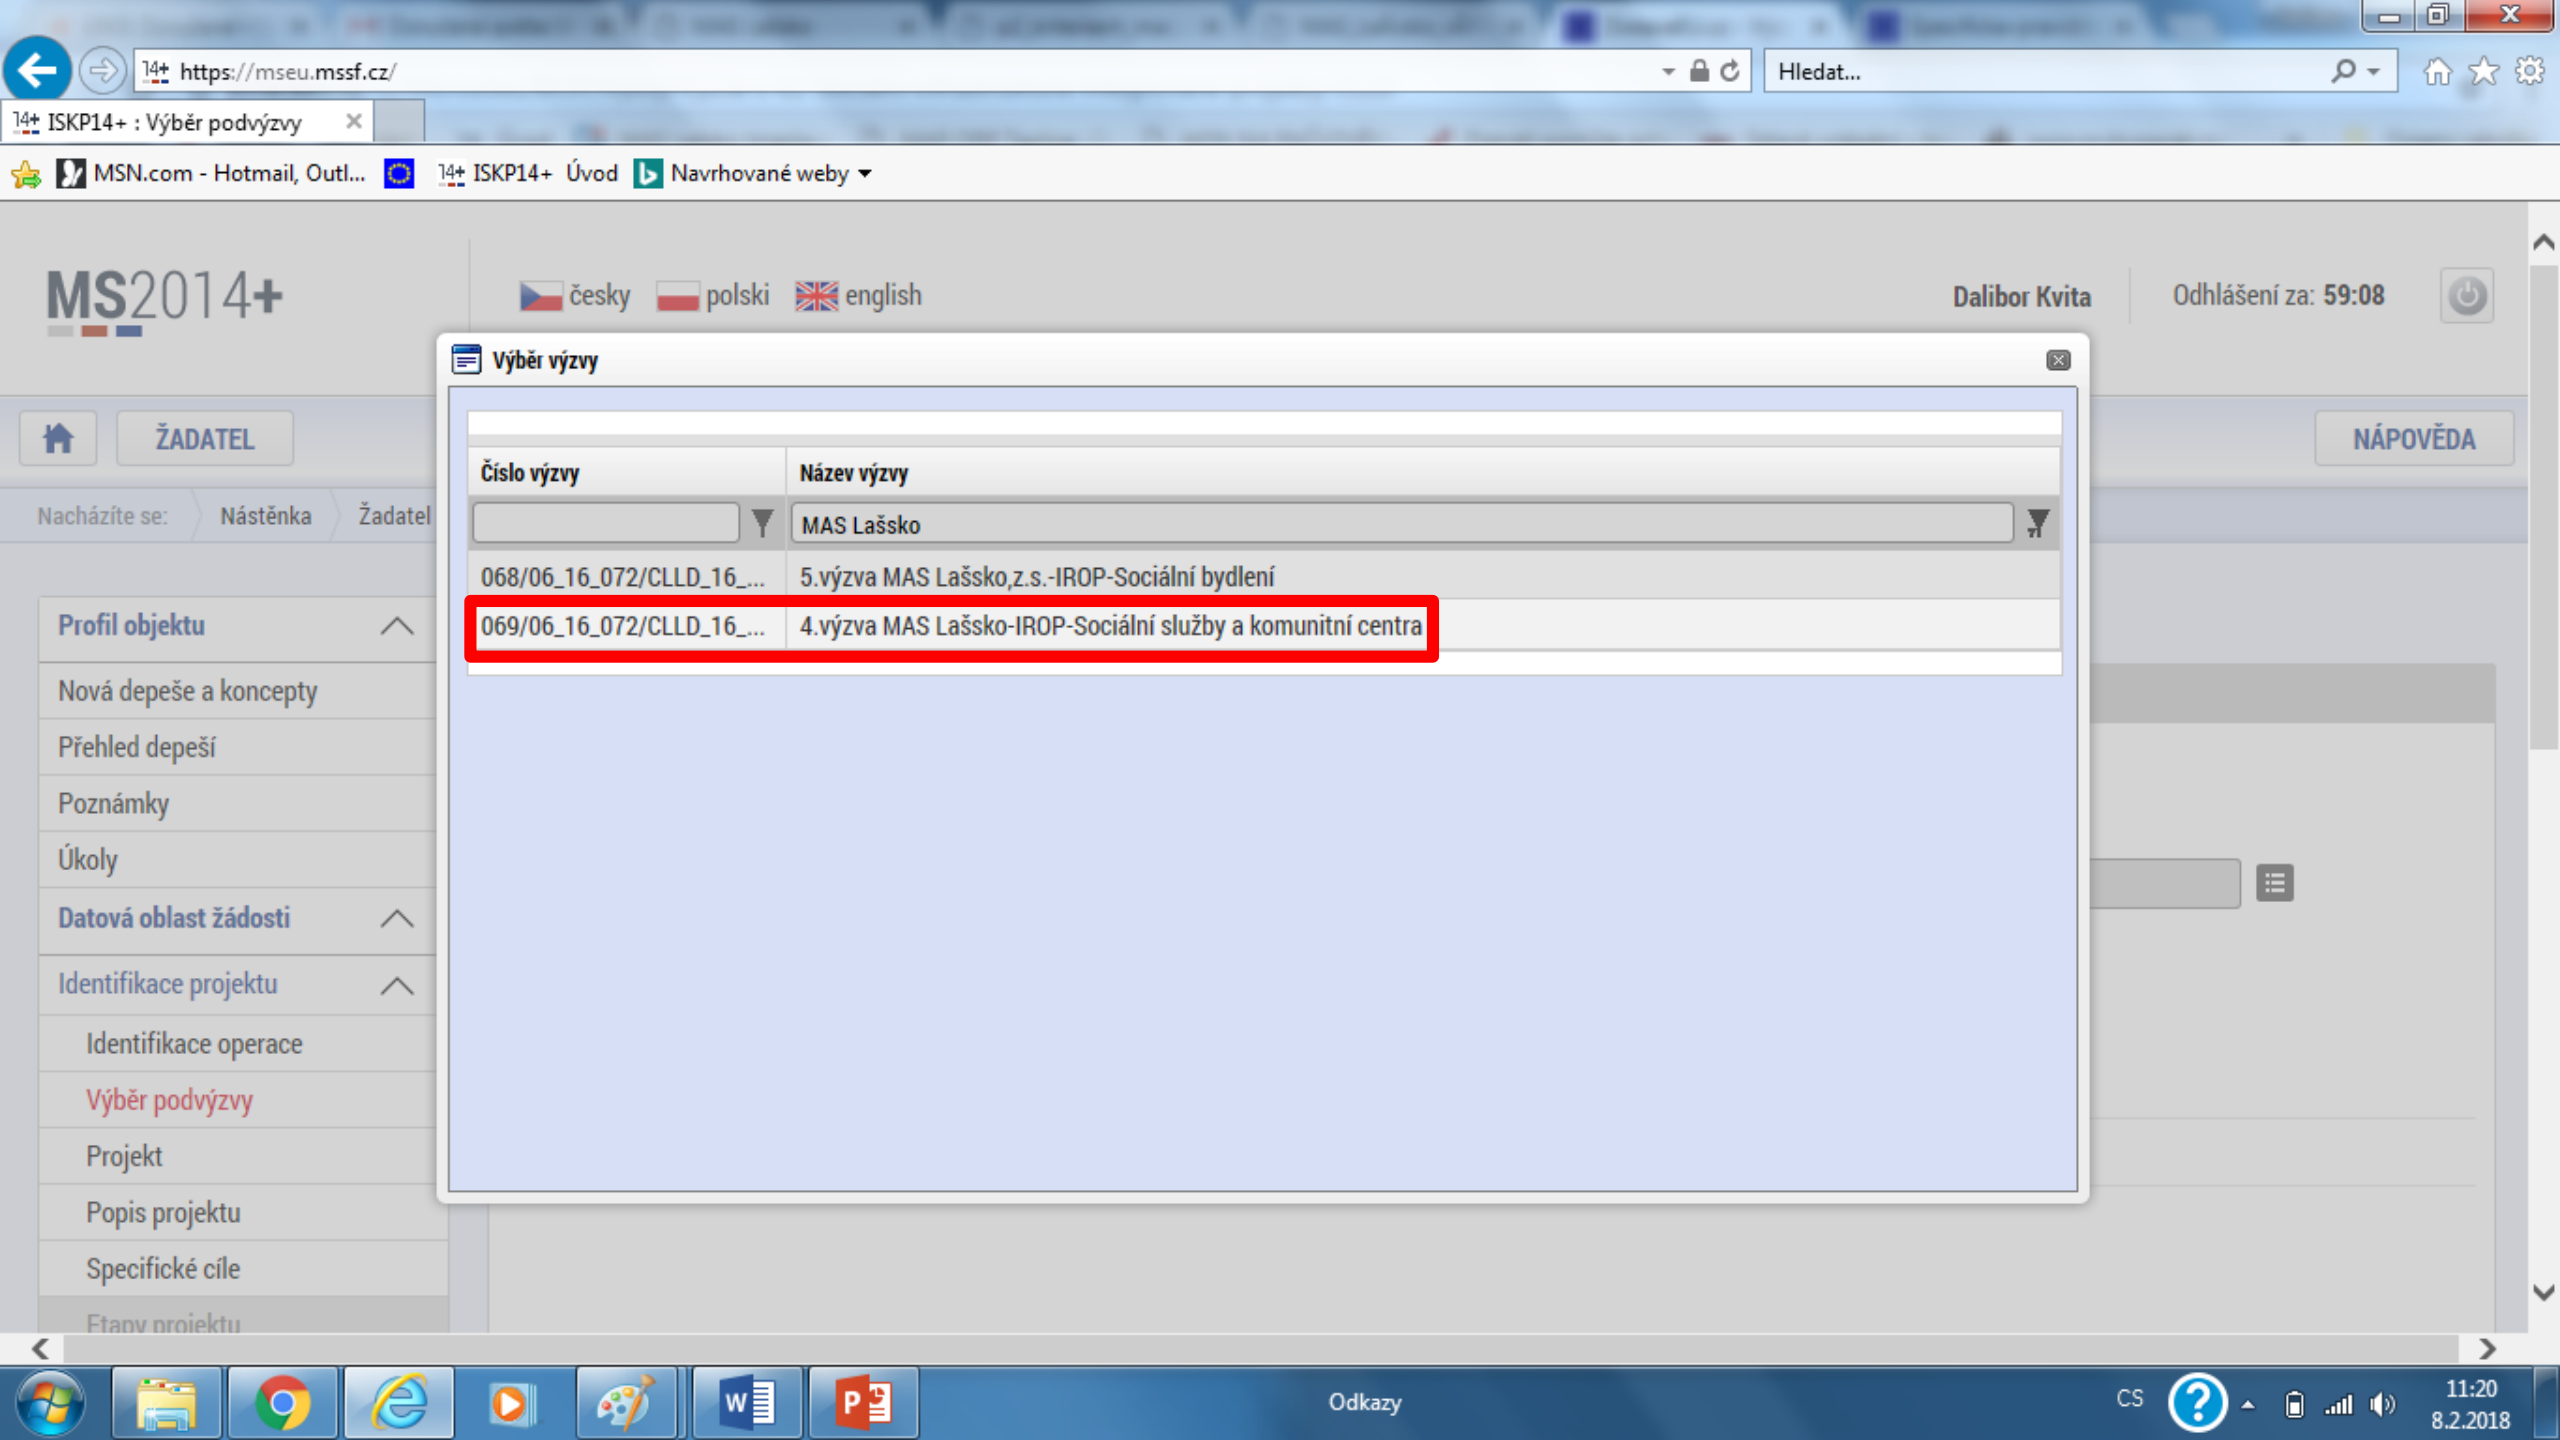 https://mseu.mssf.cz/
Hledat...
14+ ISKP14+ : Výběr podvýzvy
MSN.com - Hotmail, Outl...
14+ ISKP14+ Úvod
Navrhované weby
MS2014+
česky polski english
Dalibor Kvita
Odhlášení za: 59:08
Výběr výzvy
ŽADATEL
NÁPOVĚDA
Číslo výzvy Název výzvy
Nacházíte se: Nástěnka Žadatel
MAS Lašsko
068/06_16_072/CLLD_16_... 5.výzva MAS Lašsko,z.s.-IROP-Sociální bydlení
069/06_16_072/CLLD_16_... 4.výzva MAS Lašsko-IROP-Sociální služby a komunitní centra
Profil objektu
Nová depeše a koncepty
Přehled depeší
Poznámky
Úkoly
Datová oblast žádosti
Identifikace projektu
Identifikace operace
Výběr podvýzvy
Projekt
Popis projektu
Specifické cíle
Etapy projektu
Odkazy
CS
11:20
8.2.2018